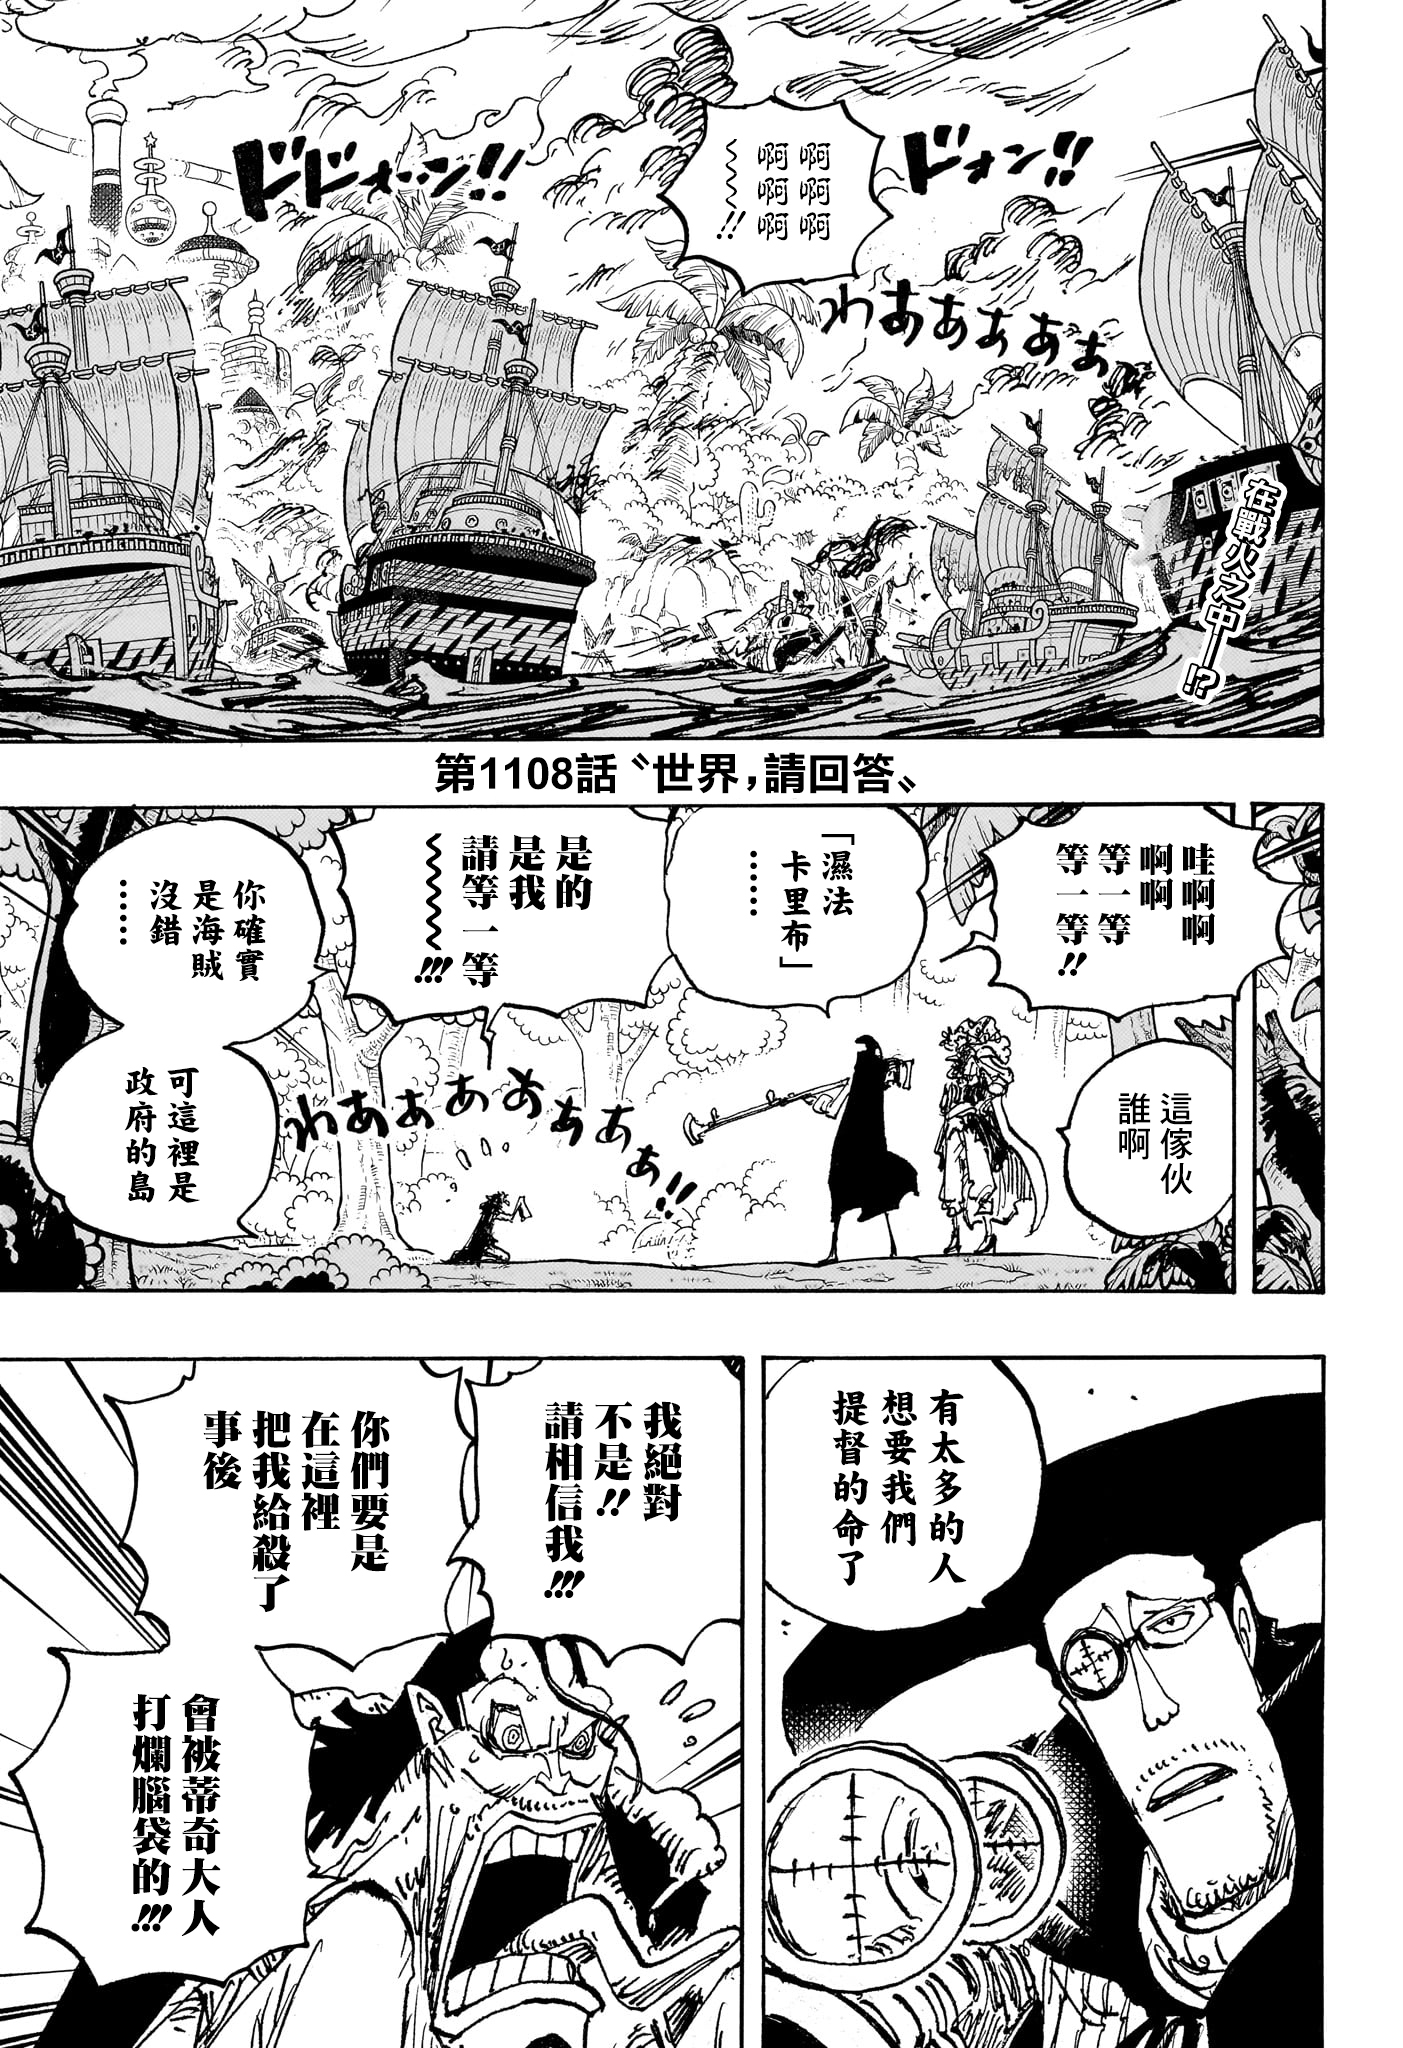 ドォン!!
啊啊啊
啊啊啊
〜〜〜!!
ドドドォ…ン!!
わあああああ
在戰火之中—!?
第1108話〝世界,請回答〟
哇啊啊
啊啊
等一等
等一等!!
這傢伙
誰啊
「濕法
卡里布」
……
是的
是我
請等一等
〜〜〜〜!!!
わああああああ!!
你確實
是海賊
沒錯
……
可這裡是
政府的島
有太多的人
想要我們
提督的命了
我絕對
不是!!
請相信我!!!
你們要是
在這裡
把我給殺了
事後
會被蒂奇大人
打爛腦袋的!!!